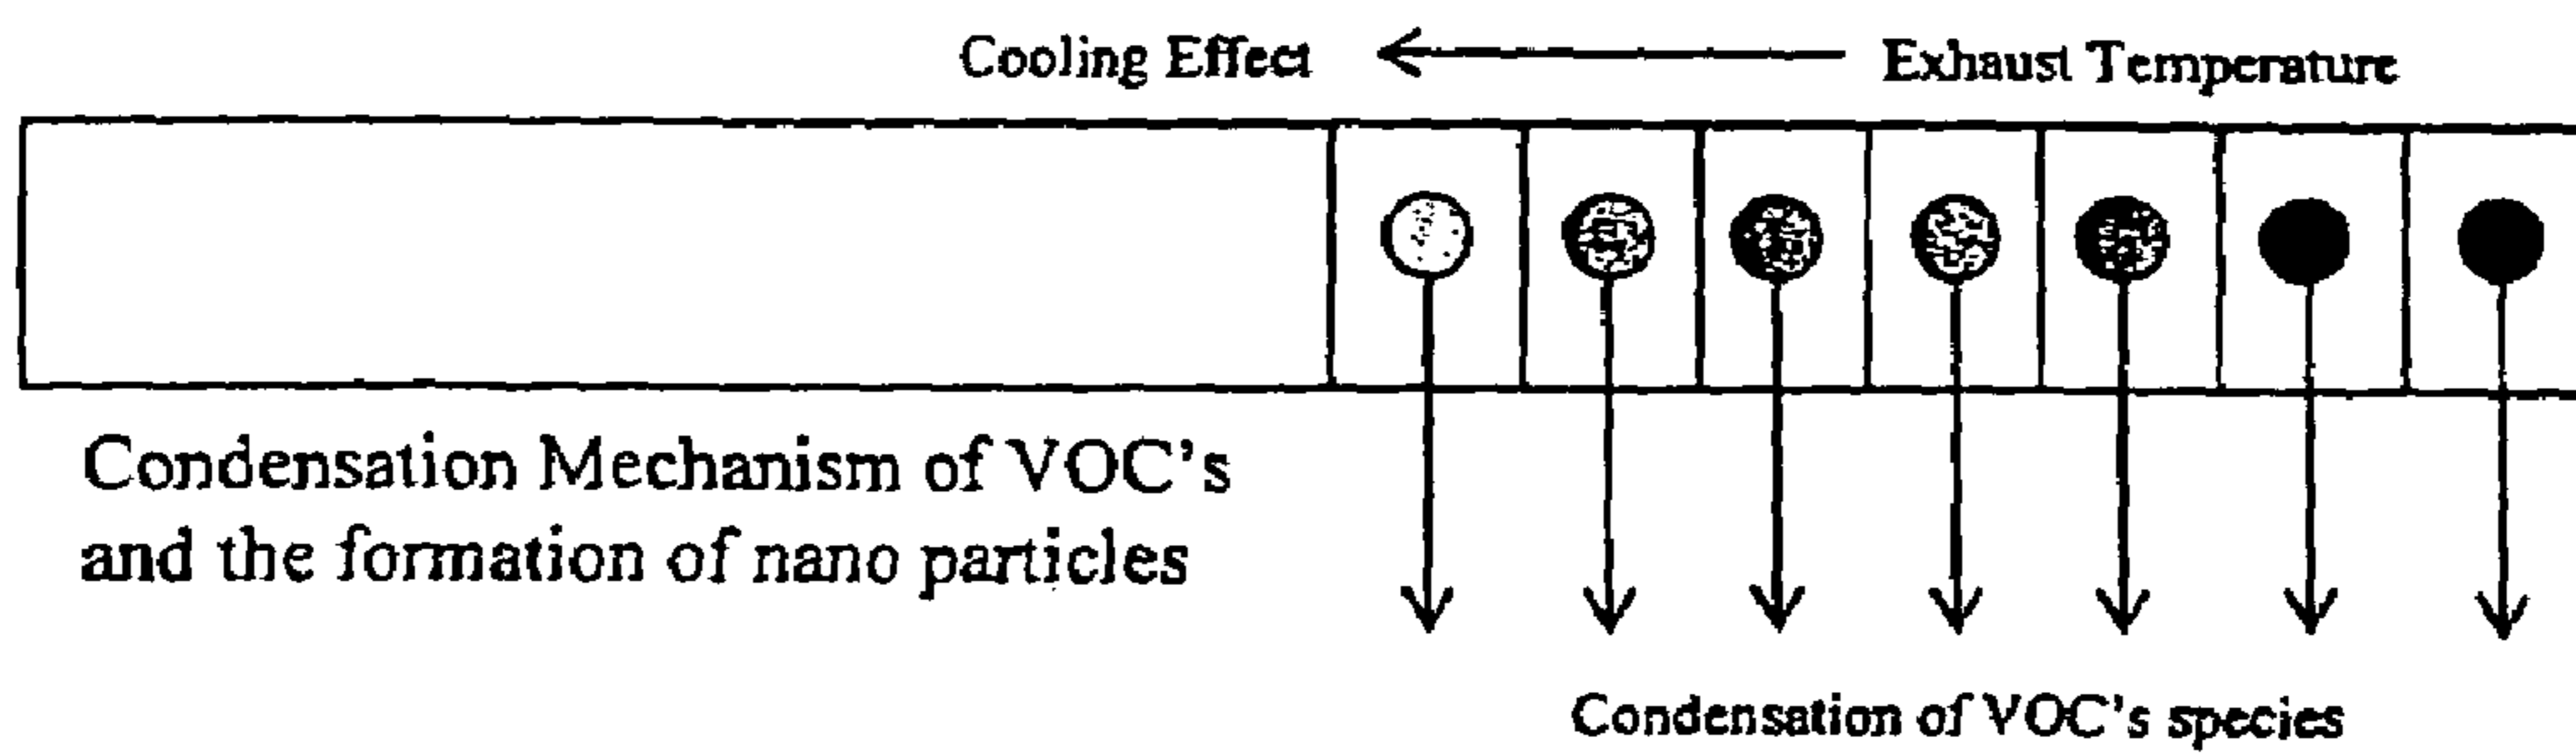 Cooling Effect Exhaust Temperature
Condensation Mechanism of VOC's
and the formation of nano particles
Condensation of VOC's species